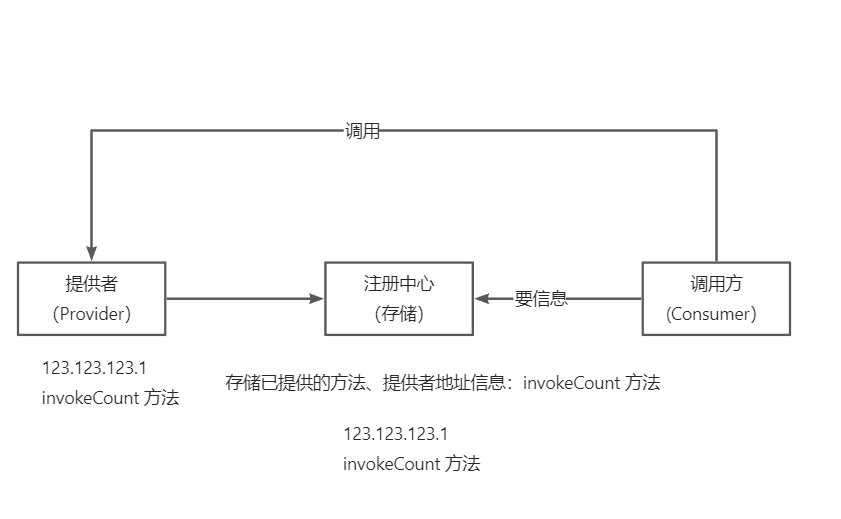 调用
提供者
（Provider）
注册中心
（存储）
要信息
调用方
(Consumer）
123.123.123.1
invokeCount 方法
存储已提供的方法、提供者地址信息：invokeCount 方法
123.123.123.1
invokeCount 方法